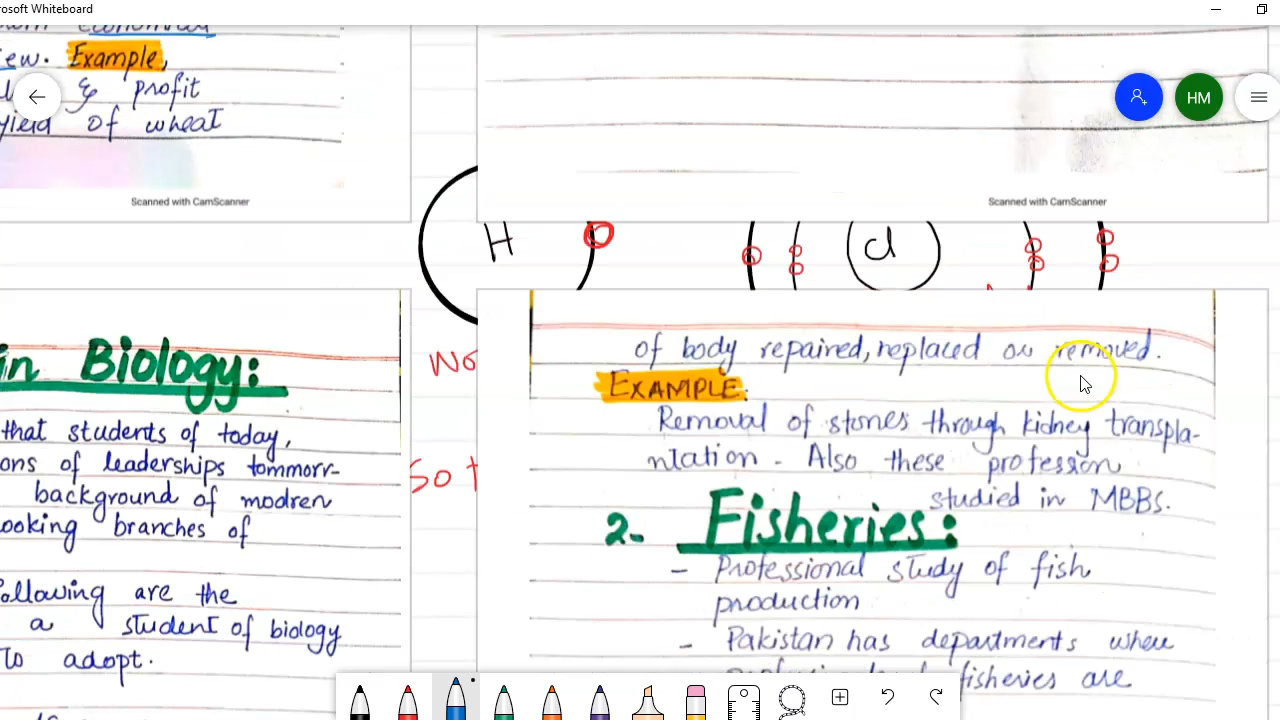 Microsoft Whiteboard
Economical
ew. Example,
& profit
yield of wheat
Scanned with CamScanner
Scanned with CamScanner
HM
H
Cl
in Biology:
that students of today,
ons of leaderships tommorr-
background of modren
ooking branches of
ollowing are the
a student of biology
To adopt.
wo
So t
of body repaired, replaced or removed.
EXAMPLE.
Removal of stones through kidney transpla-
ntation. Also these profession
studied in MBBS.
2- Fisheries:
- Professional study of fish
production
- Pakistan has departments where
fisheries are